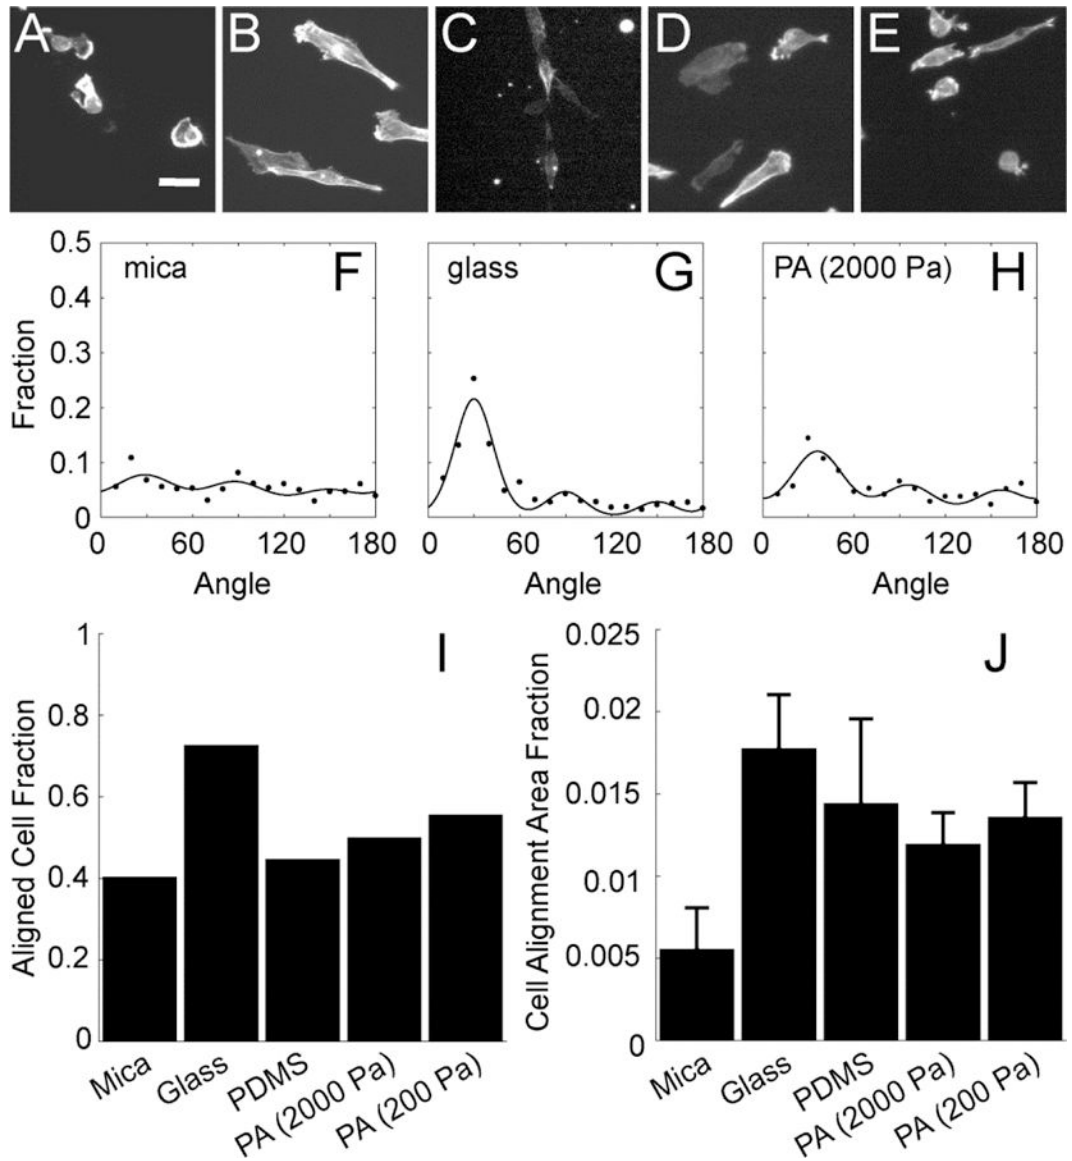 A B C D E
mica F
glass G
PA (2000 Pa) H
Fraction
0.5
0.4
0.3
0.2
0.1
0
0 60 120 180
0 60 120 180
0 60 120 180
Angle
Angle
Angle
I
Aligned Cell Fraction
1
0.8
0.6
0.4
0.2
0
Mica
Glass
PDMS
PA (2000 Pa)
PA (200 Pa)
J
Cell Alignment Area Fraction
0.025
0.02
0.015
0.01
0.005
0
Mica
Glass
PDMS
PA (2000 Pa)
PA (200 Pa)